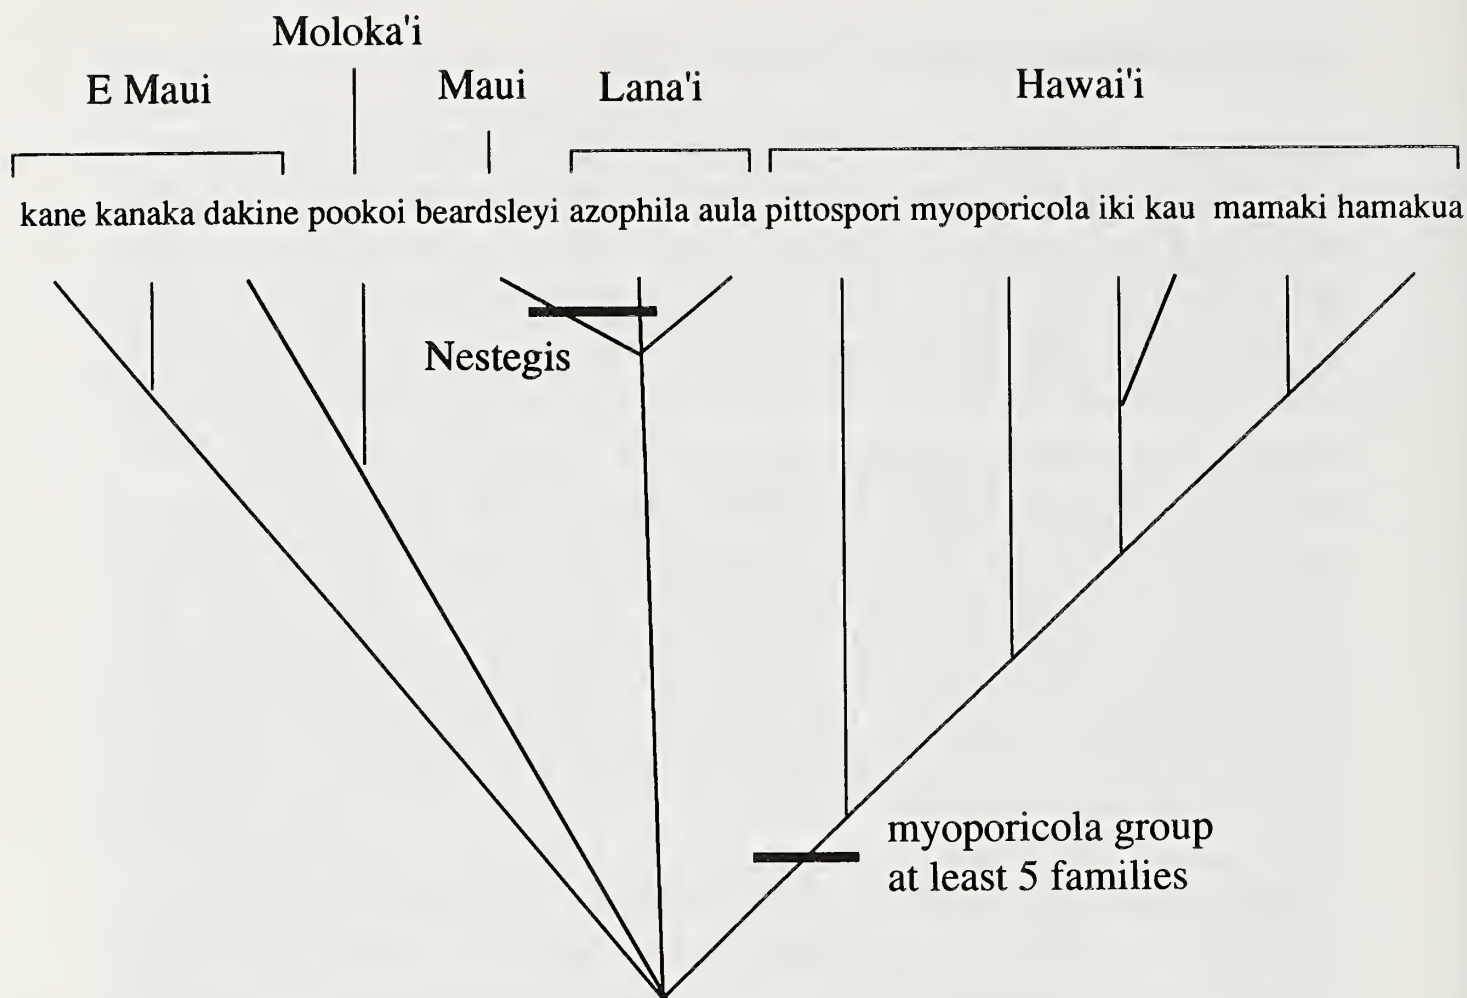 Moloka'i
E Maui Maui Lana'i Hawai'i
kane kanaka dakine pookoi beardsleyi azophila aula pittospori myoporicola iki kau mamaki hamakua
Nestegis
myoporicola group
at least 5 families